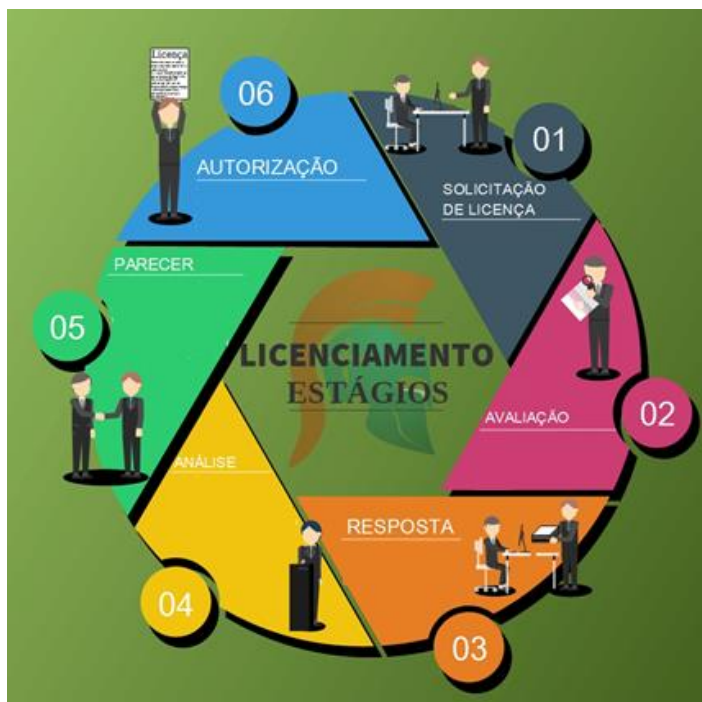 Licença
06
AUTORIZAÇÃO
01
SOLICITAÇÃO
DE LICENÇA
PARECER
05
LICENCIAMENTO
ESTÁGIOS
AVALIAÇÃO
02
ANÁLISE
RESPOSTA
04
03